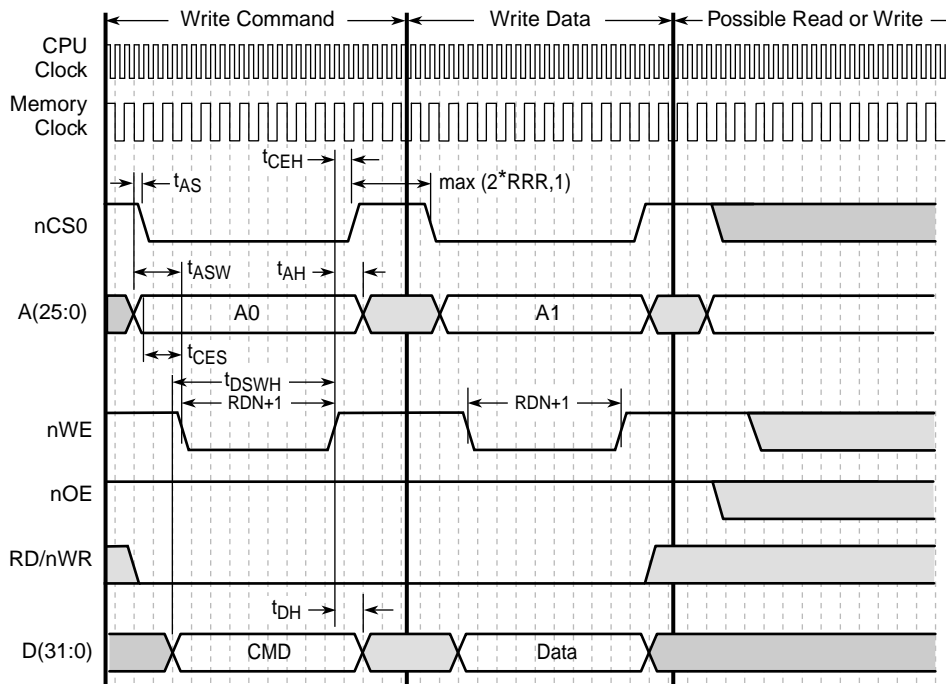 Write Command Write Data Possible Read or Write
CPU
Clock
Memory
Clock
tCEH
tAS max (2*RRR,1)
nCS0
tASW tAH
A(25:0) A0 A1
tCES
tDSWH
RDN+1 RDN+1
nWE
nOE
RD/nWR
tDH
D(31:0) CMD Data